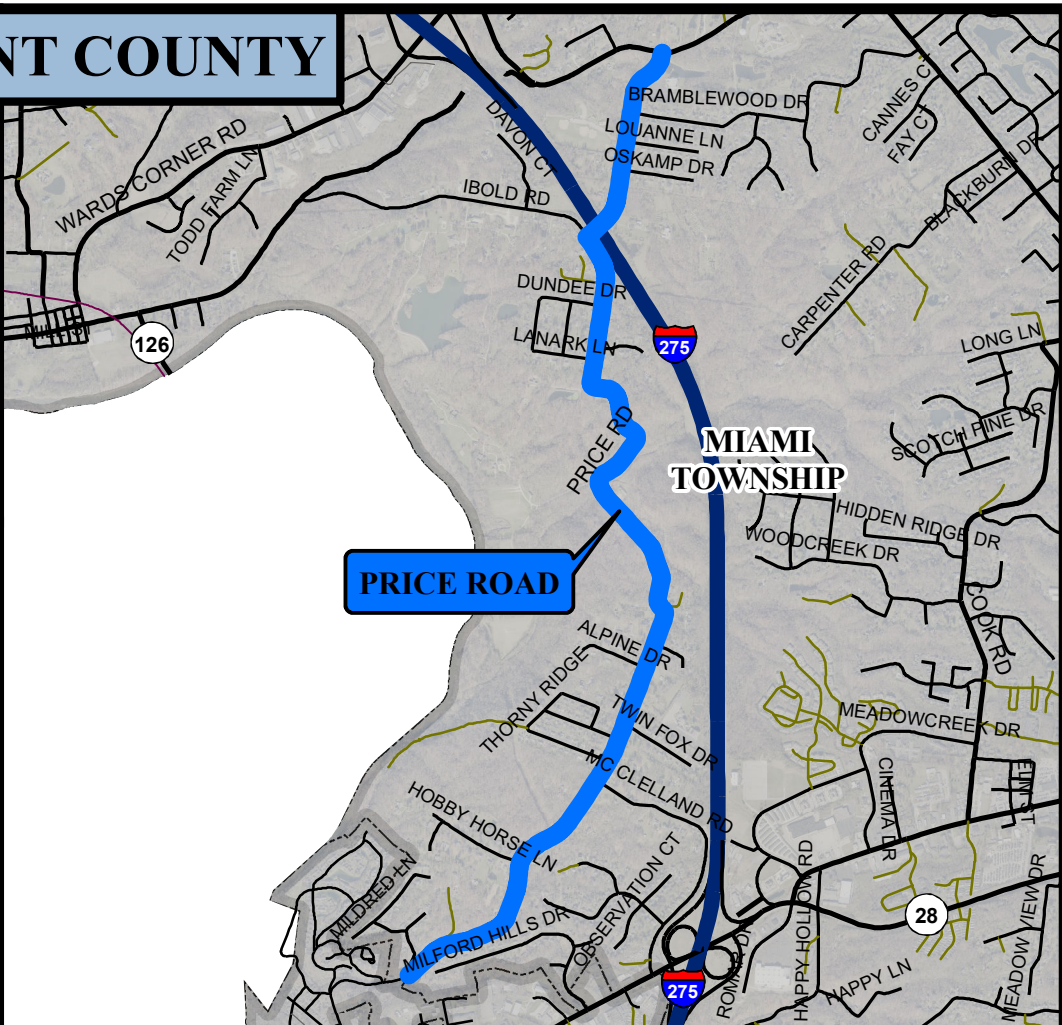 NT COUNTY
BRAMBLEWOOD DR
CANNES CT
DAVON CT
LOUANNE LN
FAY CT
WARDS CORNER RD
OSKAMP DR
TODD FARM LN
IBOLD RD
BLACKBURN DR
CARPENTER RD
DUNDEE DR
126
LANARK LN
275
LONG LN
PRICE RD
MIAMI
TOWNSHIP
SCOTCH PINE DR
HIDDEN RIDGE DR
WOODCREEK DR
PRICE ROAD
COOK RD
ALPINE DR
THORNY RIDGE
TWIN FOX DR
MEADOWCREEK DR
MC CLELLAND RD
CINEMA DR
ELM ST
HOBBY HORSE LN
MILDRED LN
OBSERVATION CT
HAPPY HOLLOW RD
MEADOW VIEW DR
28
MILFORD HILLS DR
HAPPY LN
275